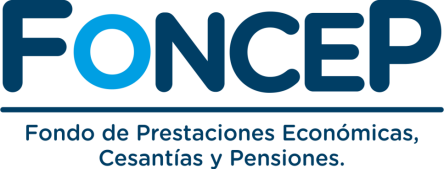 FONCEP
Fondo de Prestaciones Económicas,
Cesantías y Pensiones.